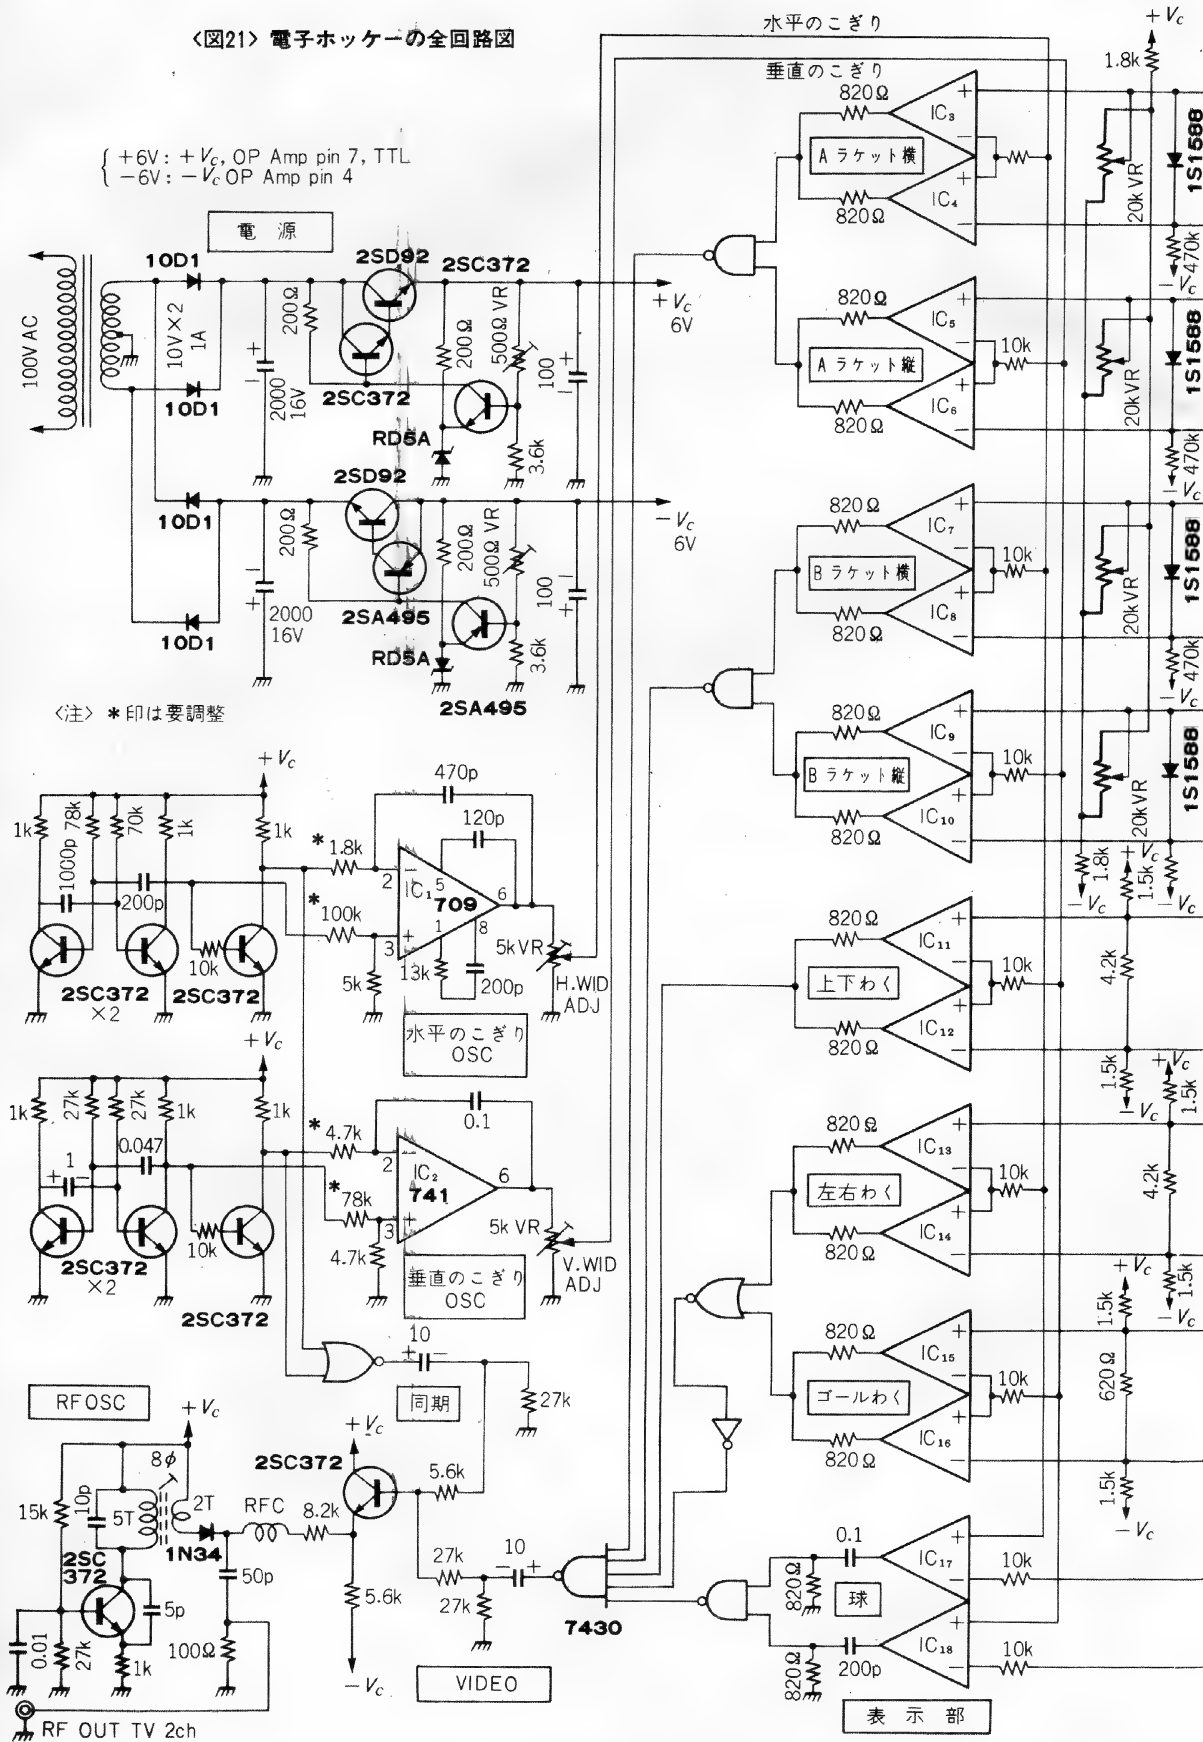 〈図21〉電子ホッケーの全回路図
+6V: +Vc, OP Amp pin 7, TTL
−6V: −Vc OP Amp pin 4
電源
100V AC
10D1
10V×2
1A
10D1
10D1
10D1
2000
16V
200Ω
2SD92
2SC372
2SC372
200Ω
500Ω VR
RD5A
3.6k
100
+Vc
6V
2000
16V
200Ω
2SD92
2SA495
200Ω
500Ω VR
RD5A
3.6k
2SA495
100
−Vc
6V
〈注〉*印は要調整
+Vc
1k
78k
70k
1k
1k
1000p
200p
10k
2SC372
×2
2SC372
*1.8k
*
100k
5k
470p
120p
IC1
709
2
3
5
6
1
8
13k
200p
5kVR
H.WID
ADJ
水平のこぎり
OSC
+Vc
1k
27k
27k
1k
1k
0.047
1
10k
2SC372
×2
2SC372
*4.7k
*78k
4.7k
0.1
IC2
741
2
3
6
5k VR
V.WID
ADJ
垂直のこぎり
OSC
10
同期
27k
RFOSC
+Vc
8φ
15k
10p
5T
2T
1N34
2SC
372
0.01
27k
5p
1k
50p
100Ω
RFC
8.2k
RF OUT TV 2ch
+Vc
2SC372
5.6k
5.6k
−Vc
27k
27k
10
VIDEO
7430
水平のこぎり
垂直のこぎり
820Ω
IC3
Aラケット横
IC4
820Ω
820Ω
IC5
Aラケット縦
IC6
820Ω
10k
820Ω
IC7
Bラケット横
IC8
820Ω
10k
820Ω
IC9
Bラケット縦
IC10
820Ω
10k
820Ω
IC11
上下わく
IC12
820Ω
10k
820Ω
IC13
左右わく
IC14
820Ω
10k
820Ω
IC15
ゴールわく
IC16
820Ω
10k
0.1
IC17
820Ω
球
10k
IC18
820Ω
200p
10k
表示部
+Vc
1.8k
20kVR
1S1588
470k
−Vc
20kVR
1S1588
470k
−Vc
20kVR
1S1588
470k
−Vc
20kVR
1S1588
1.8k
−Vc
+Vc
1.5k
−Vc
4.2k
1.5k
−Vc
+Vc
1.5k
4.2k
1.5k
−Vc
+Vc
1.5k
620Ω
1.5k
−Vc